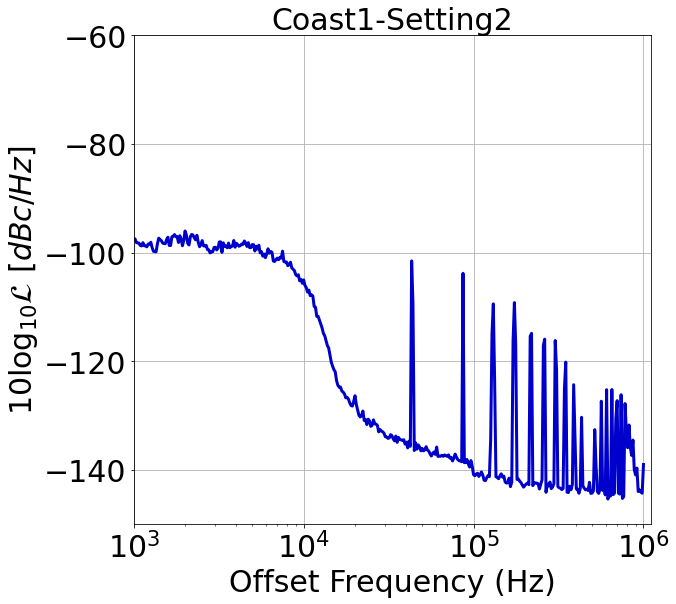 Coast1-Setting2
10log₁₀ℒ [dBc/Hz]
−60
−80
−100
−120
−140
10³ 10⁴ 10⁵ 10⁶
Offset Frequency (Hz)